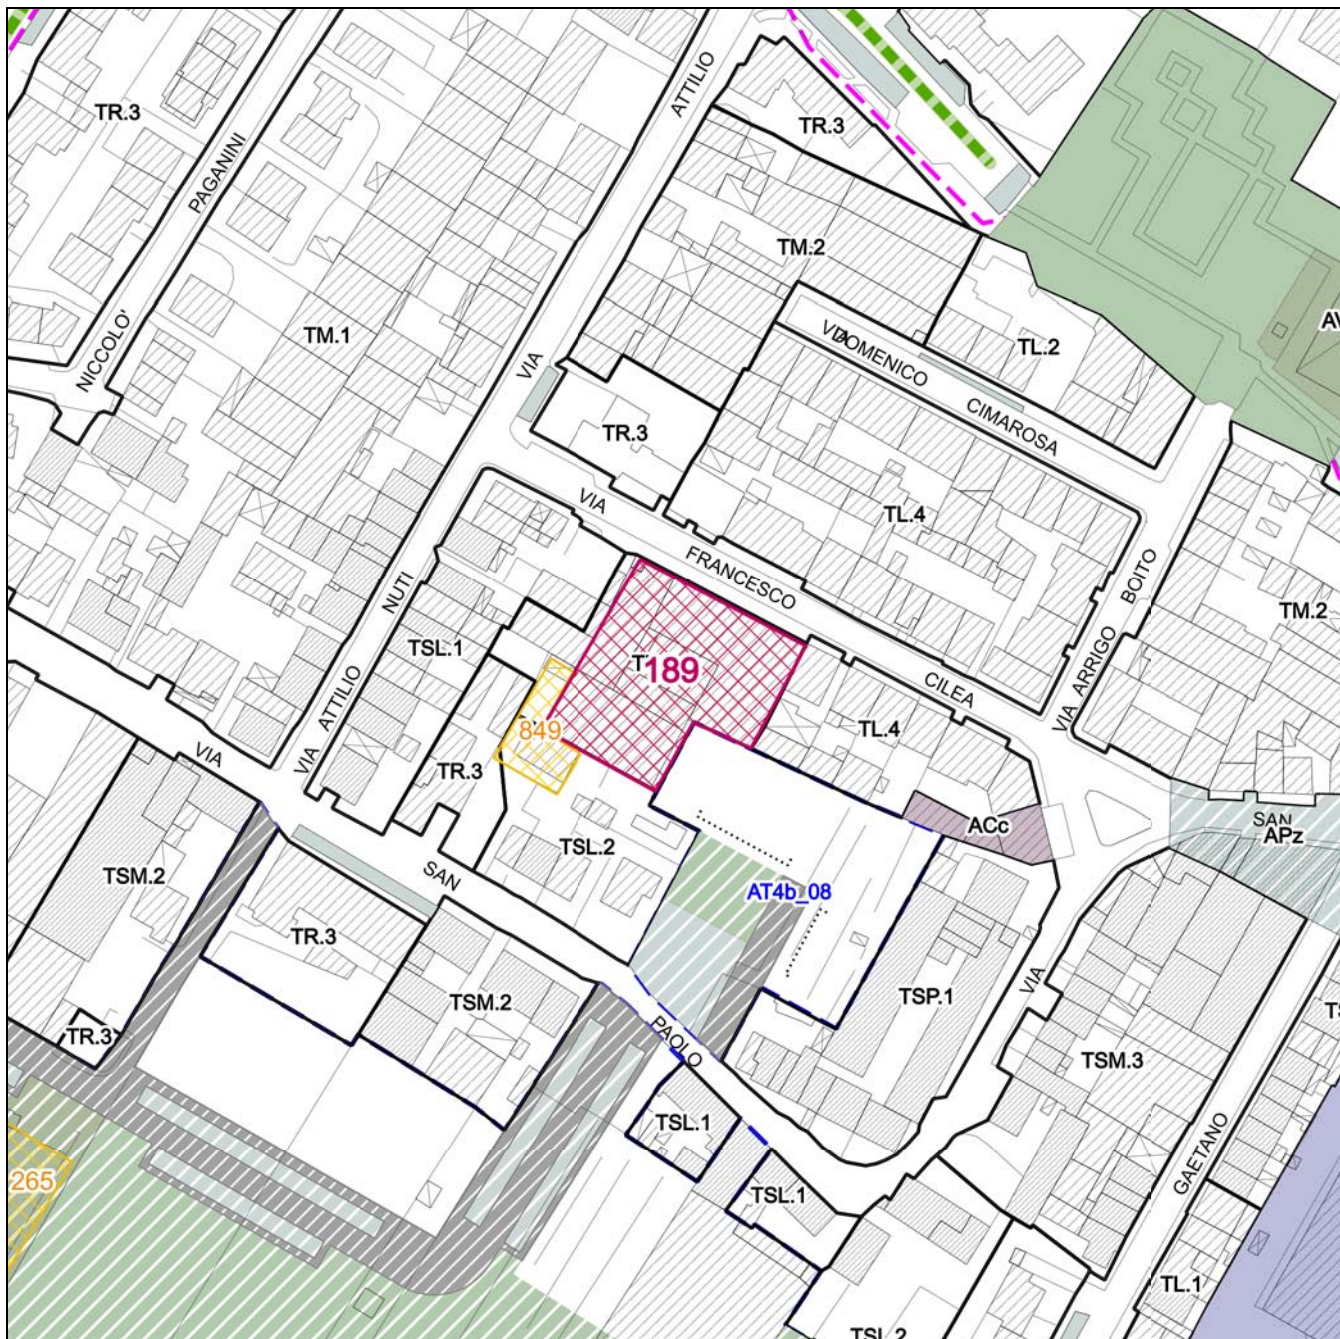 ATTILIO
TR.3
TR.3
PAGANINI
TM.2
NICCOLO'
TM.1
AV
VIA
DOMENICO
CIMAROSA
TL.2
VIA
TR.3
VIA
FRANCESCO
CILEA
TL.4
BOITO
VIA ARRIGO
TM.2
NUTI
VIA ATTILIO
TSL.1
189
849
TL.4
VIA
TR.3
ACc
SAN
APz
TSL.2
SAN
TSM.2
AT4b_08
TR.3
TSM.2
TSP.1
VIA
PAOLO
TR.3
TSM.3
TSL.1
265
TSL.1
GAETANO
TL.1
TSL.2